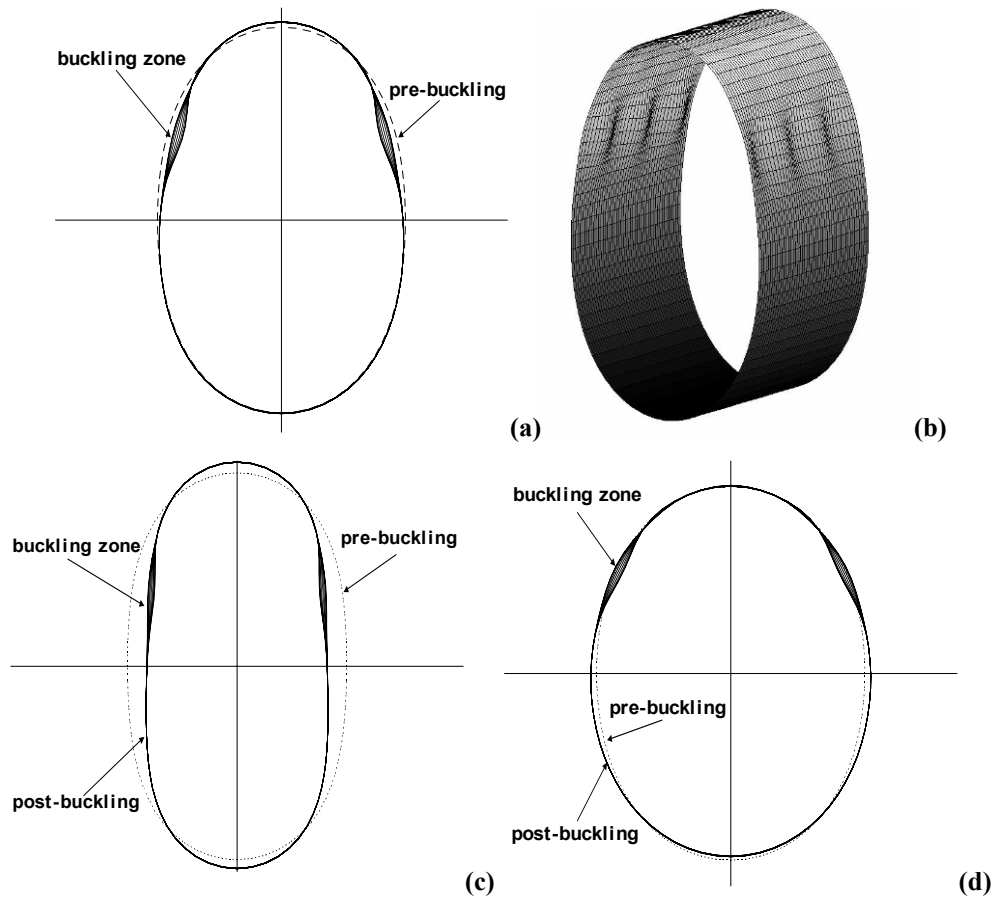 buckling zone
pre-buckling
(a)
(b)
buckling zone
pre-buckling
post-buckling
(c)
buckling zone
pre-buckling
post-buckling
(d)